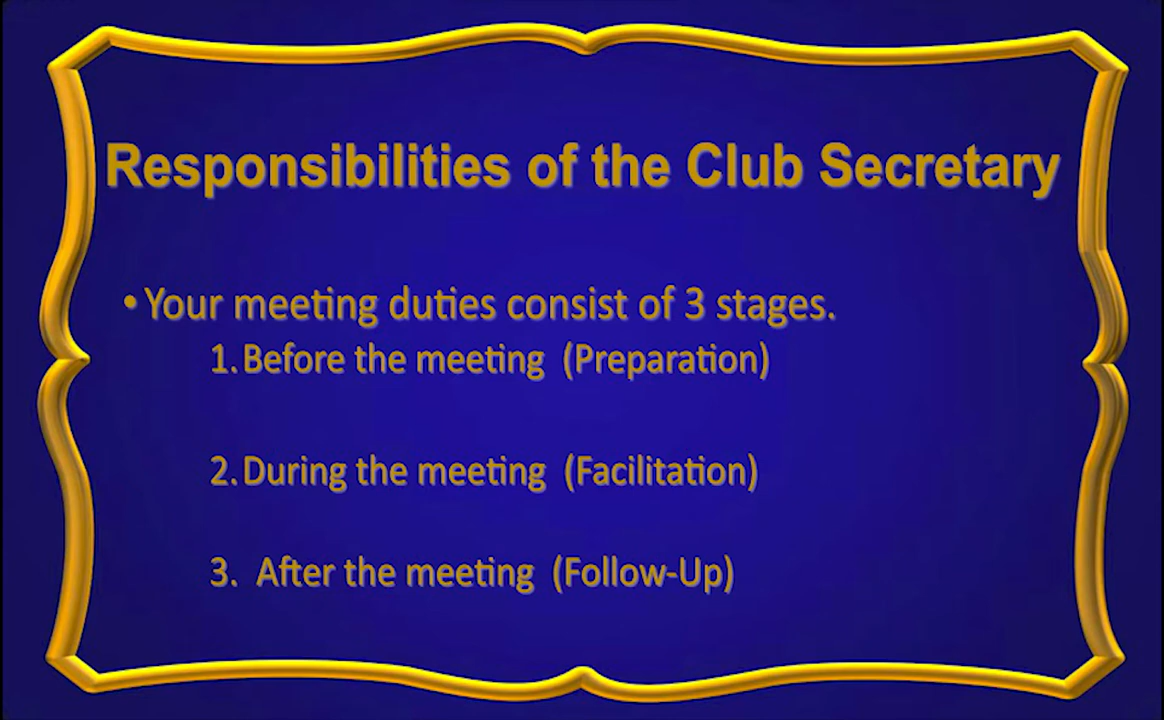 Responsibilities of the Club Secretary
• Your meeting duties consist of 3 stages.
1. Before the meeting (Preparation)
2. During the meeting (Facilitation)
3. After the meeting (Follow-Up)